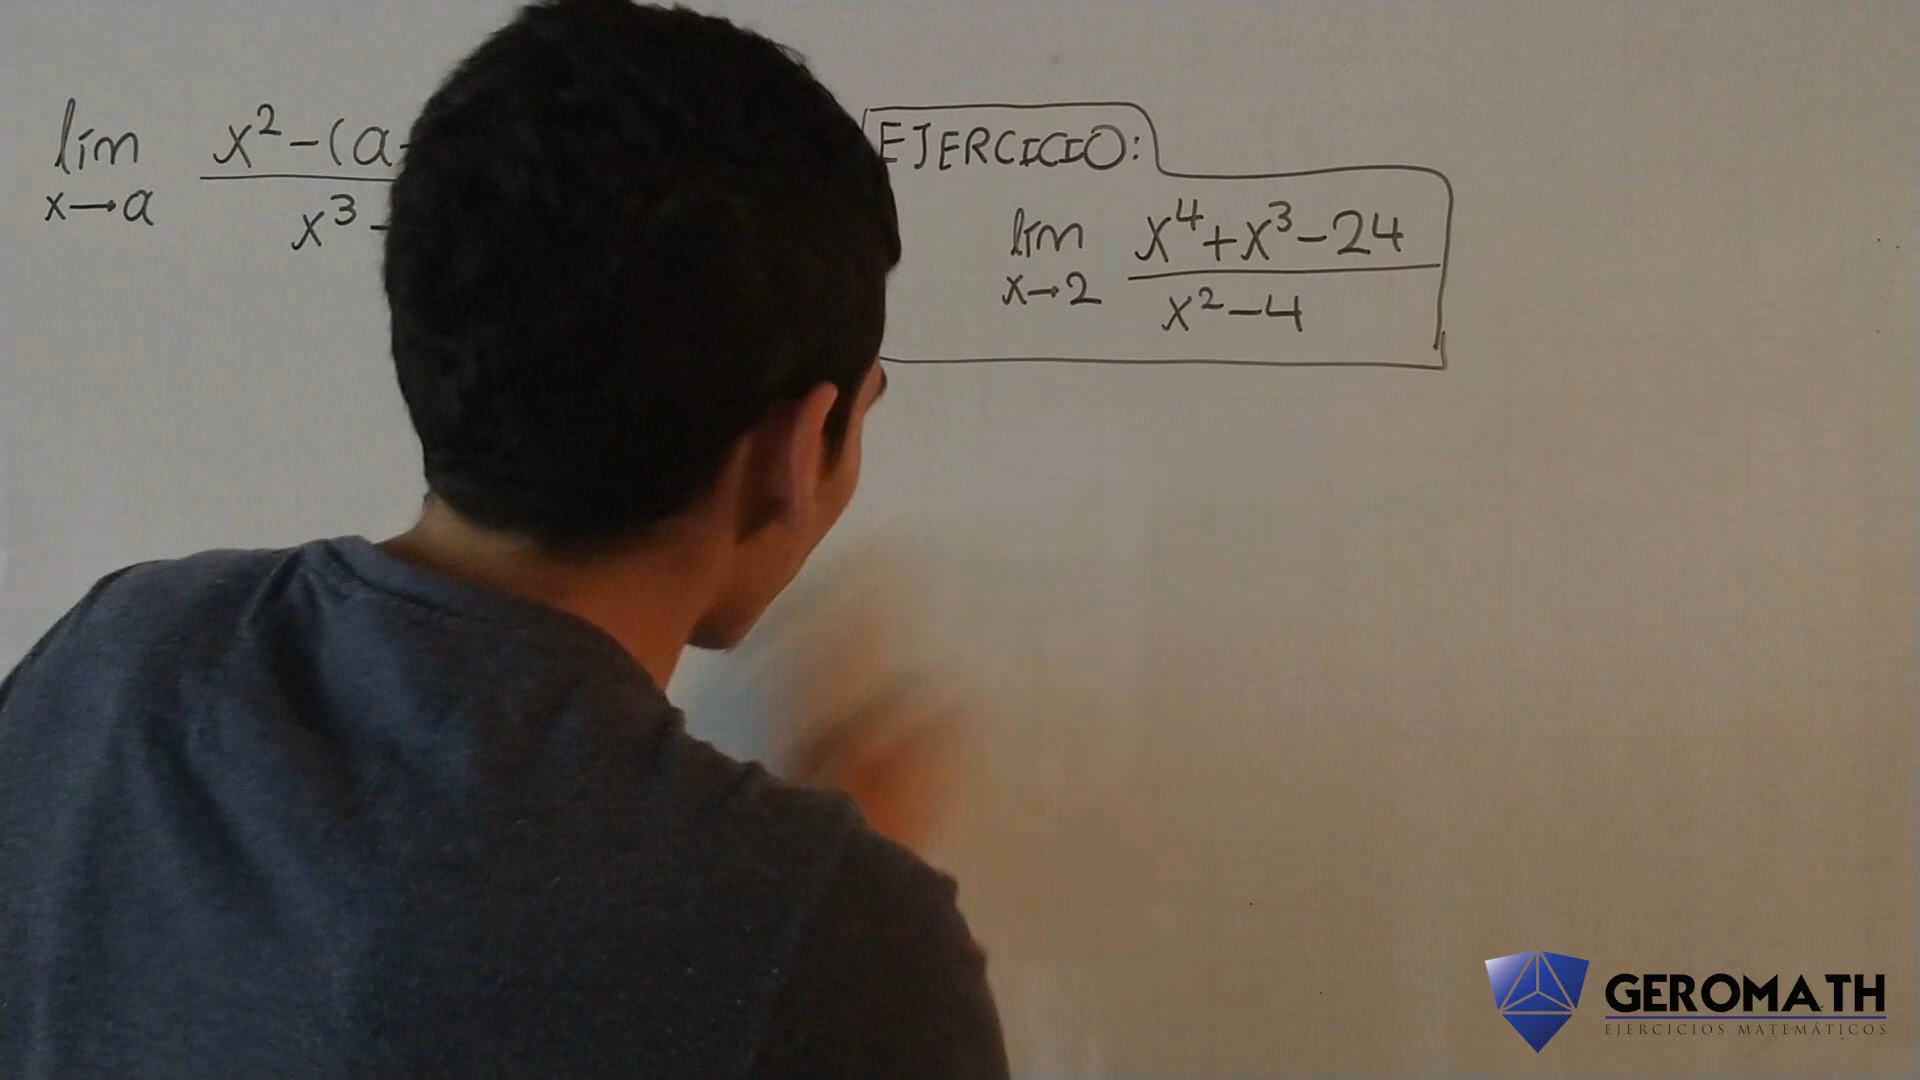 lím x² - (a
x→a x³ -
EJERCICIO:
lím x⁴ + x³ - 24
x→2 x² - 4
GEROMATH
EJERCICIOS MATEMÁTICOS